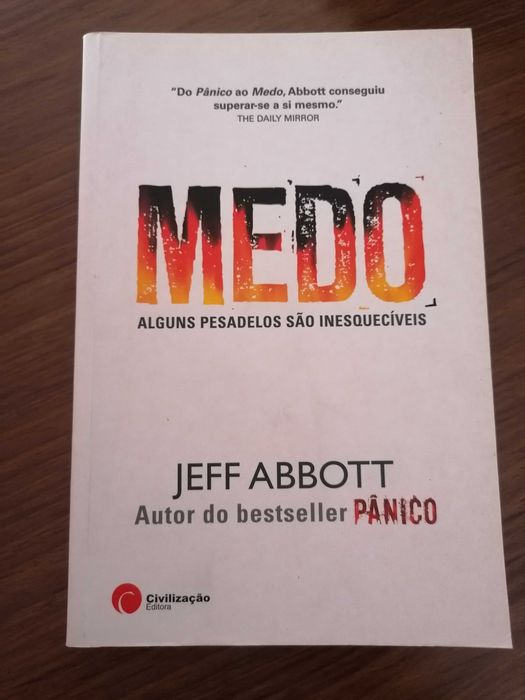 "Do Pânico ao Medo, Abbott conseguiu
superar-se a si mesmo."
THE DAILY MIRROR
MEDO
ALGUNS PESADELOS SÃO INESQUECÍVEIS
JEFF ABBOTT
Autor do bestseller PÂNICO
Civilização
Editora